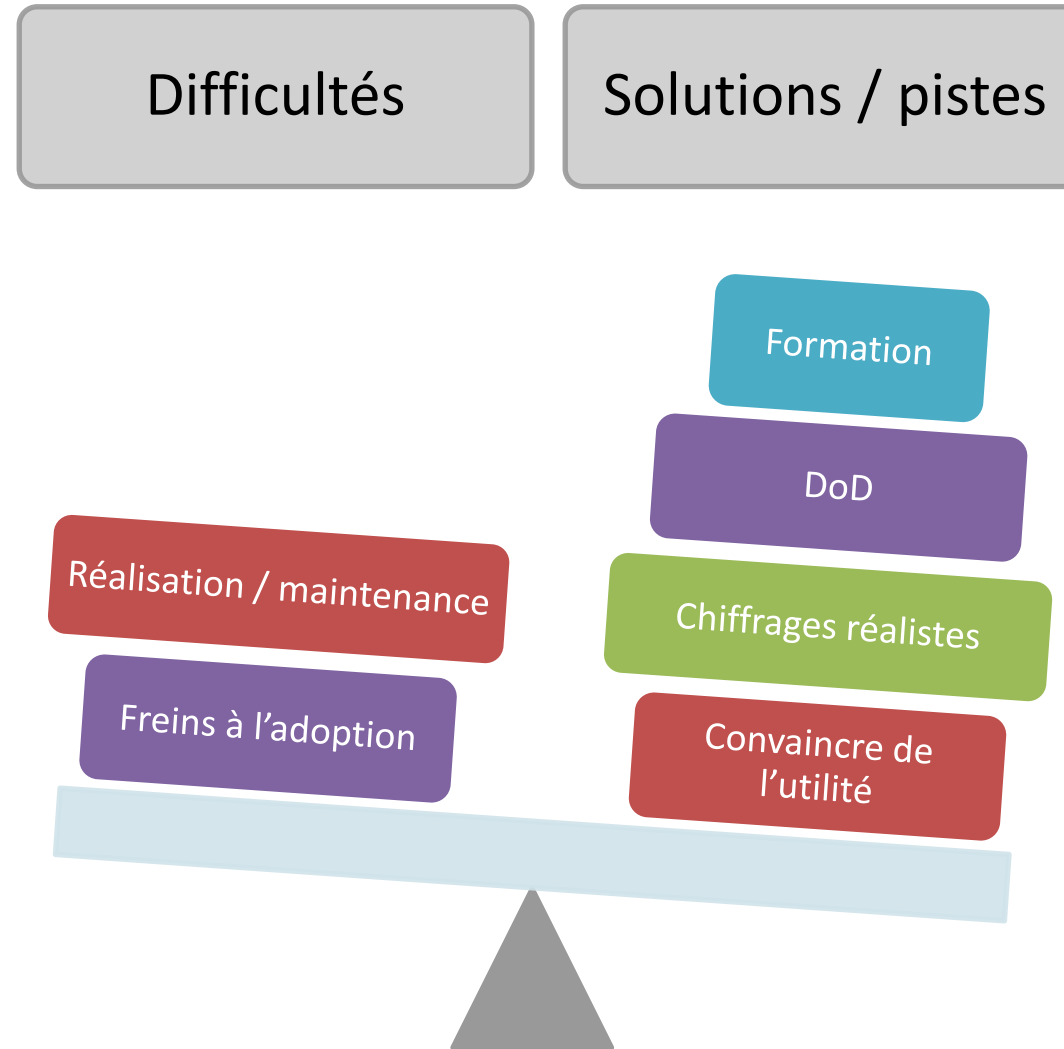 Difficultés
Solutions / pistes
Réalisation / maintenance
Freins à l’adoption
Formation
DoD
Chiffrages réalistes
Convaincre de
l’utilité